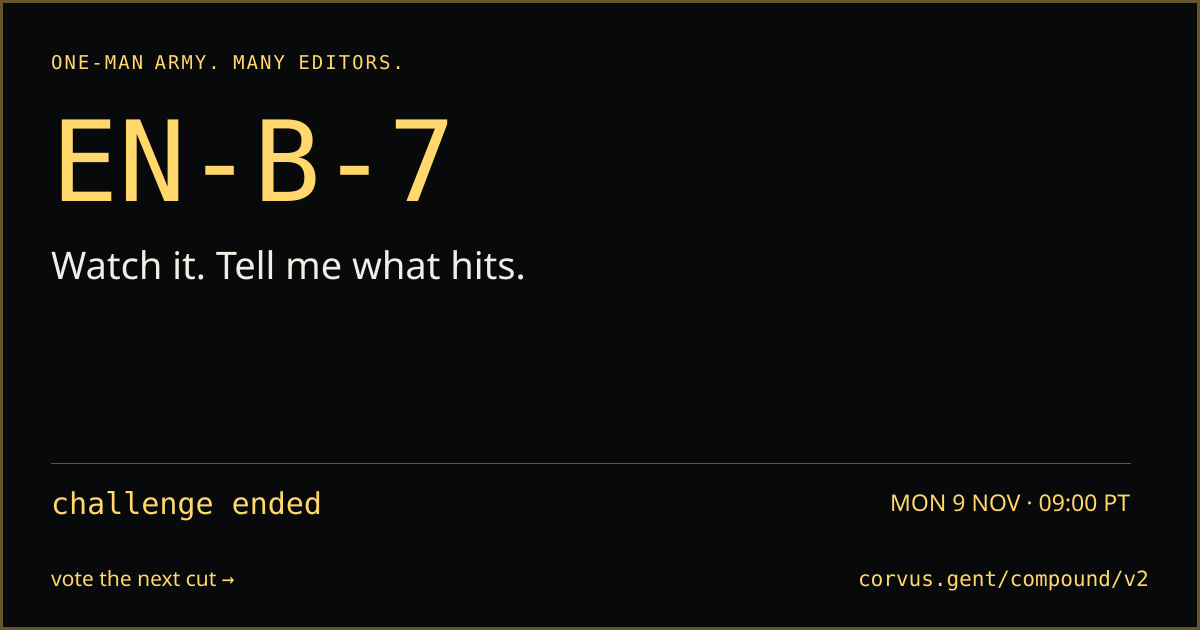 ONE-MAN ARMY. MANY EDITORS.
EN-B-7
Watch it. Tell me what hits.
challenge ended
MON 9 NOV · 09:00 PT
vote the next cut →
corvus.gent/compound/v2